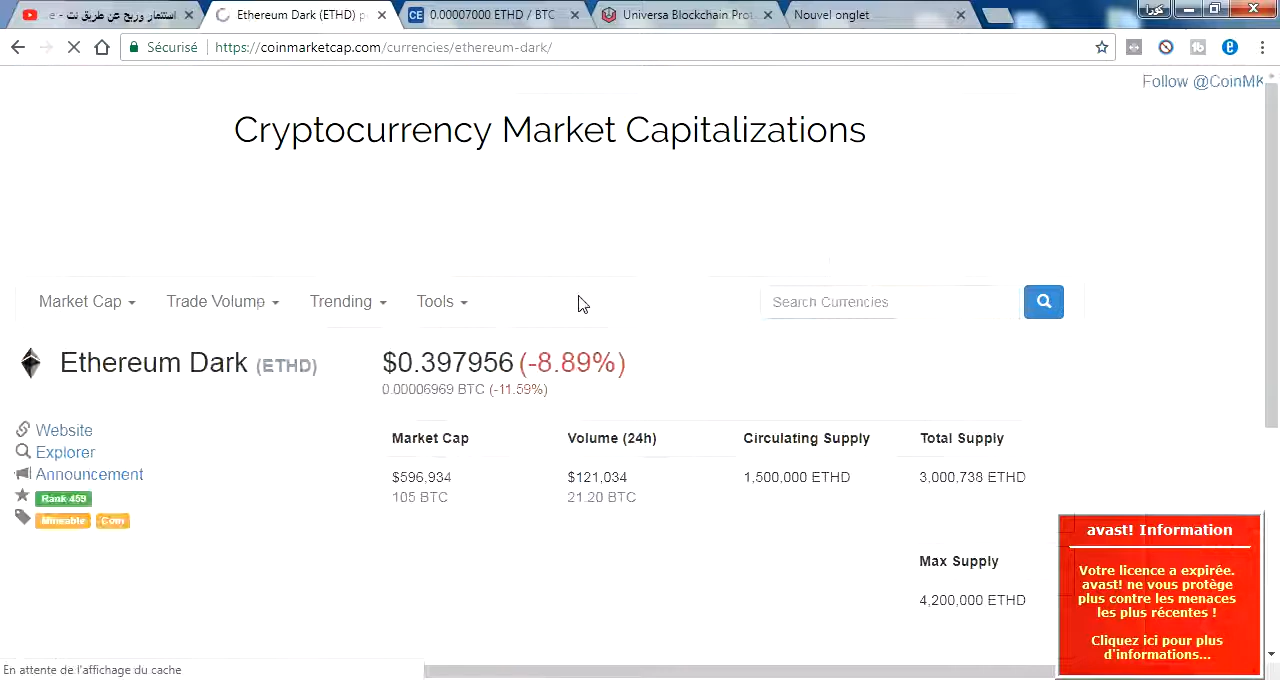 استثمار وربح عن طريق نت - e
Ethereum Dark (ETHD) p
CE 0.00007000 ETHD / BTC
Universa Blockchain Prot
Nouvel onglet
Sécurisé https://coinmarketcap.com/currencies/ethereum-dark/
Follow @CoinMK
Cryptocurrency Market Capitalizations
Market Cap Trade Volume Trending Tools Search Currencies
Ethereum Dark (ETHD) $0.397956 (-8.89%)
0.00006969 BTC (-11.59%)
Website
Explorer
Announcement
Rank 459
Mineable Coin
Market Cap Volume (24h) Circulating Supply Total Supply
$596,934 $121,034 1,500,000 ETHD 3,000,738 ETHD
105 BTC 21.20 BTC
Max Supply
4,200,000 ETHD
avast! Information
Votre licence a expirée.
avast! ne vous protège
plus contre les menaces
les plus récentes !
Cliquez ici pour plus
d'informations...
En attente de l'affichage du cache